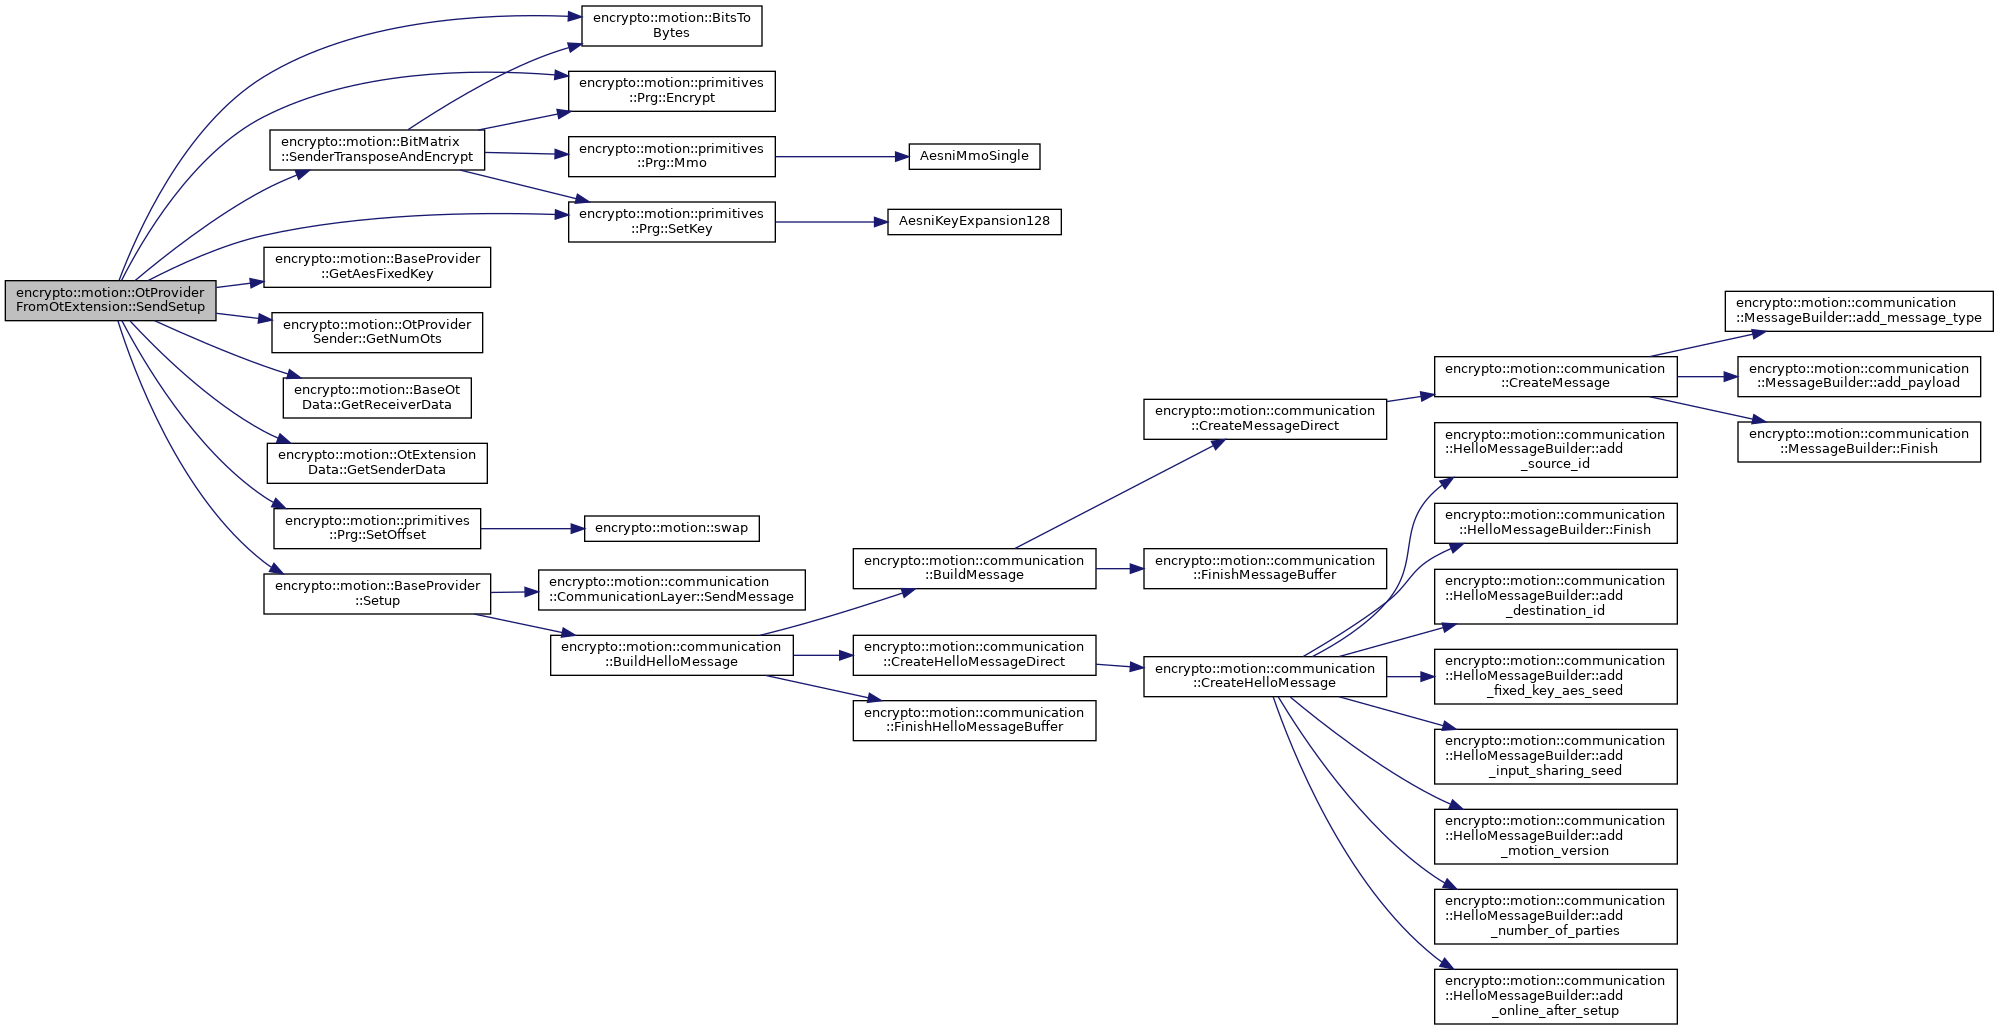 encrypto::motion::OtProvider
FromOtExtension::SendSetup
encrypto::motion::BitsTo
Bytes
encrypto::motion::primitives
::Prg::Encrypt
encrypto::motion::BitMatrix
::SenderTransposeAndEncrypt
encrypto::motion::primitives
::Prg::Mmo
AesniMmoSingle
encrypto::motion::primitives
::Prg::SetKey
AesniKeyExpansion128
encrypto::motion::BaseProvider
::GetAesFixedKey
encrypto::motion::OtProvider
Sender::GetNumOts
encrypto::motion::BaseOt
Data::GetReceiverData
encrypto::motion::OtExtension
Data::GetSenderData
encrypto::motion::primitives
::Prg::SetOffset
encrypto::motion::swap
encrypto::motion::BaseProvider
::Setup
encrypto::motion::communication
::CommunicationLayer::SendMessage
encrypto::motion::communication
::BuildHelloMessage
encrypto::motion::communication
::BuildMessage
encrypto::motion::communication
::CreateHelloMessageDirect
encrypto::motion::communication
::FinishHelloMessageBuffer
encrypto::motion::communication
::CreateMessageDirect
encrypto::motion::communication
::FinishMessageBuffer
encrypto::motion::communication
::CreateHelloMessage
encrypto::motion::communication
::CreateMessage
encrypto::motion::communication
::MessageBuilder::add_message_type
encrypto::motion::communication
::MessageBuilder::add_payload
encrypto::motion::communication
::MessageBuilder::Finish
encrypto::motion::communication
::HelloMessageBuilder::add
_source_id
encrypto::motion::communication
::HelloMessageBuilder::Finish
encrypto::motion::communication
::HelloMessageBuilder::add
_destination_id
encrypto::motion::communication
::HelloMessageBuilder::add
_fixed_key_aes_seed
encrypto::motion::communication
::HelloMessageBuilder::add
_input_sharing_seed
encrypto::motion::communication
::HelloMessageBuilder::add
_motion_version
encrypto::motion::communication
::HelloMessageBuilder::add
_number_of_parties
encrypto::motion::communication
::HelloMessageBuilder::add
_online_after_setup